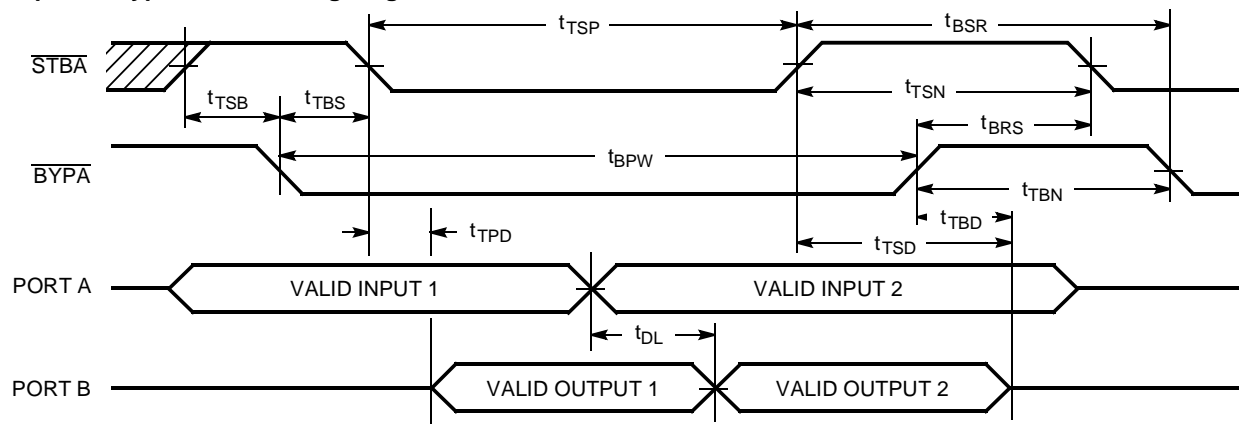 tTSP
tBSR
STBA
tTSN
tTSB
tTBS
tBRS
tBPW
BYPA
tTBN
tTBD
tTPD
tTSD
PORT A
VALID INPUT 1
VALID INPUT 2
tDL
PORT B
VALID OUTPUT 1
VALID OUTPUT 2